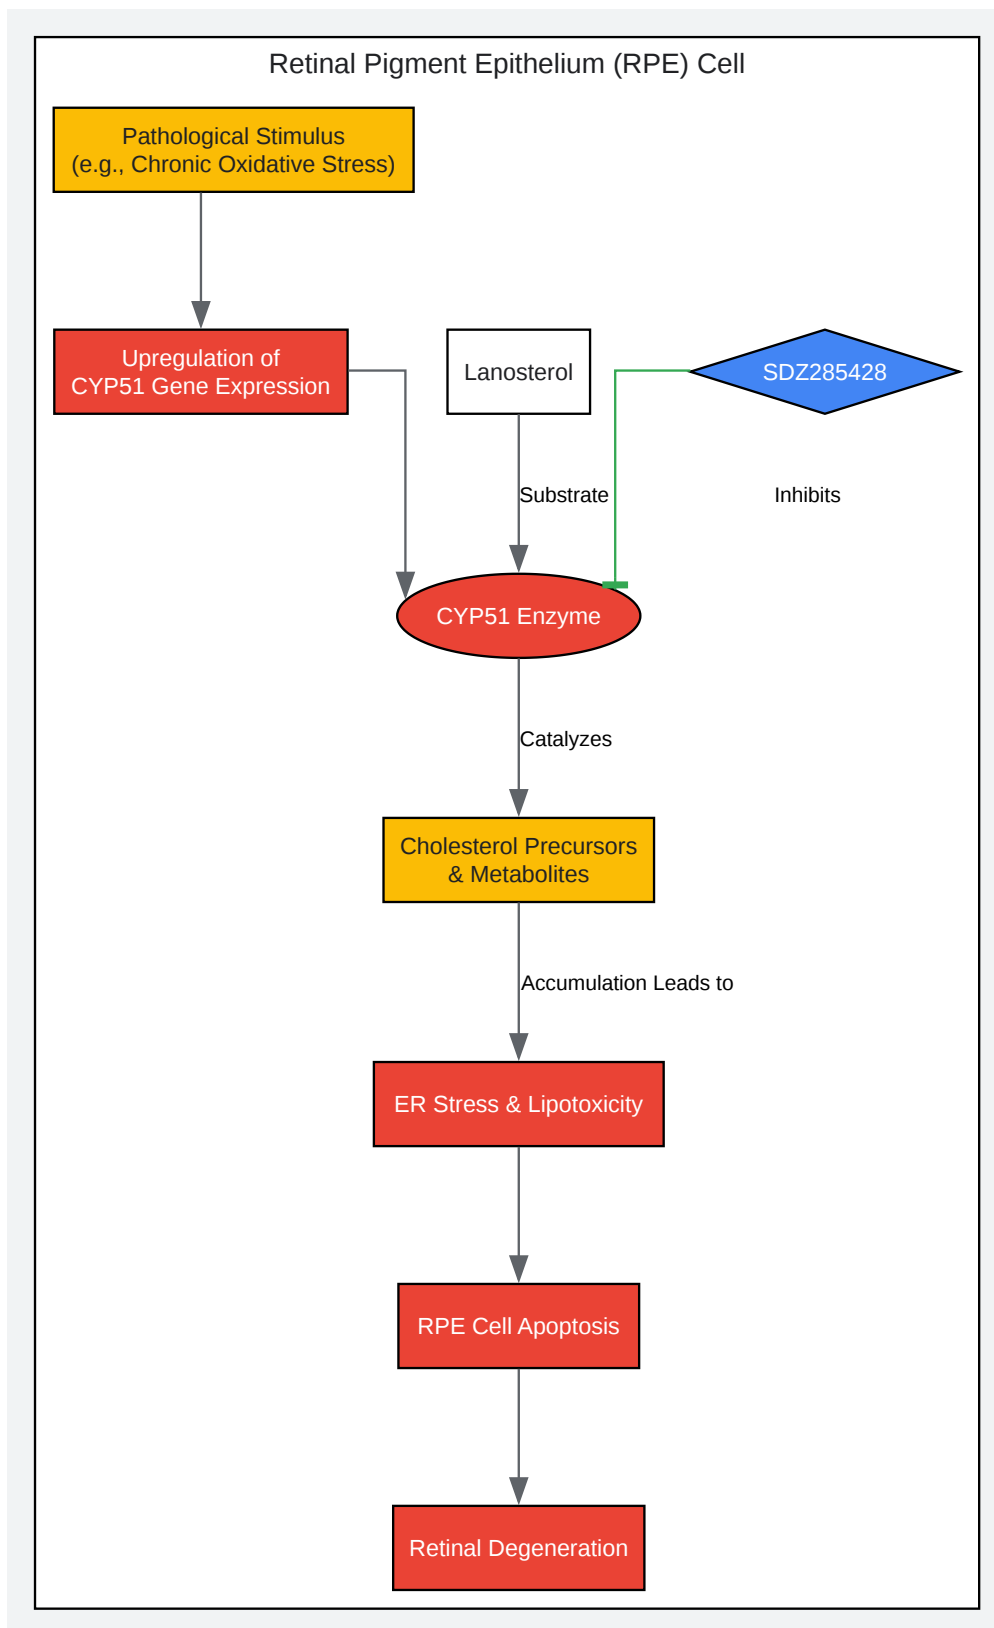 Retinal Pigment Epithelium (RPE) Cell
Pathological Stimulus
(e.g., Chronic Oxidative Stress)
Upregulation of
CYP51 Gene Expression
Lanosterol
SDZ285428
Substrate
Inhibits
CYP51 Enzyme
Catalyzes
Cholesterol Precursors
& Metabolites
Accumulation Leads to
ER Stress & Lipotoxicity
RPE Cell Apoptosis
Retinal Degeneration